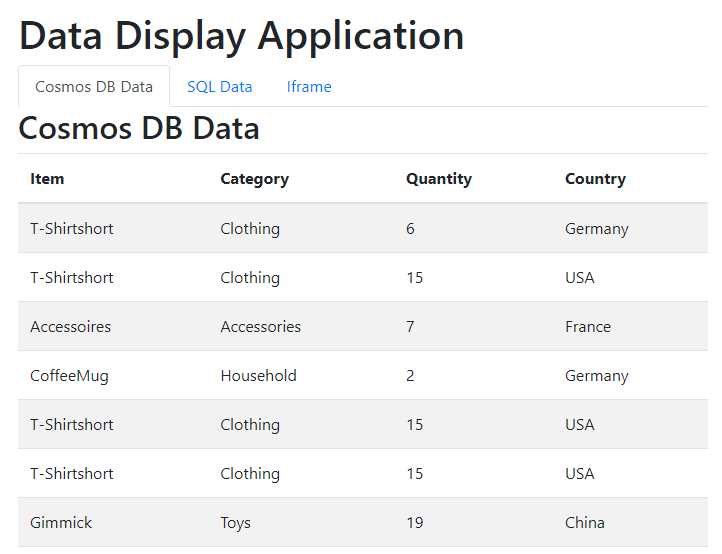 Data Display Application
Cosmos DB Data SQL Data Iframe
Cosmos DB Data
Item Category Quantity Country
T-Shirtshort Clothing 6 Germany
T-Shirtshort Clothing 15 USA
Accessoires Accessories 7 France
CoffeeMug Household 2 Germany
T-Shirtshort Clothing 15 USA
T-Shirtshort Clothing 15 USA
Gimmick Toys 19 China